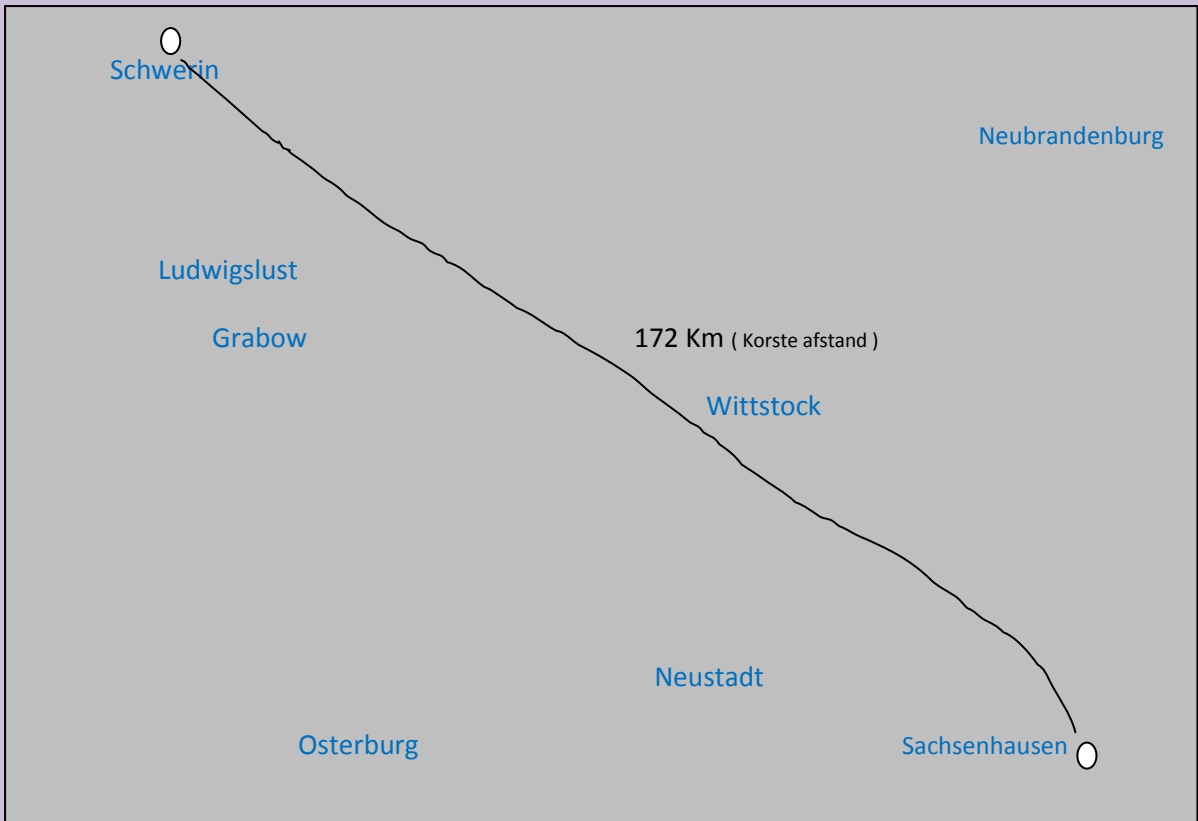 Schwerin
Neubrandenburg
Ludwigslust
Grabow
172 Km ( Korste afstand )
Wittstock
Neustadt
Osterburg
Sachsenhausen